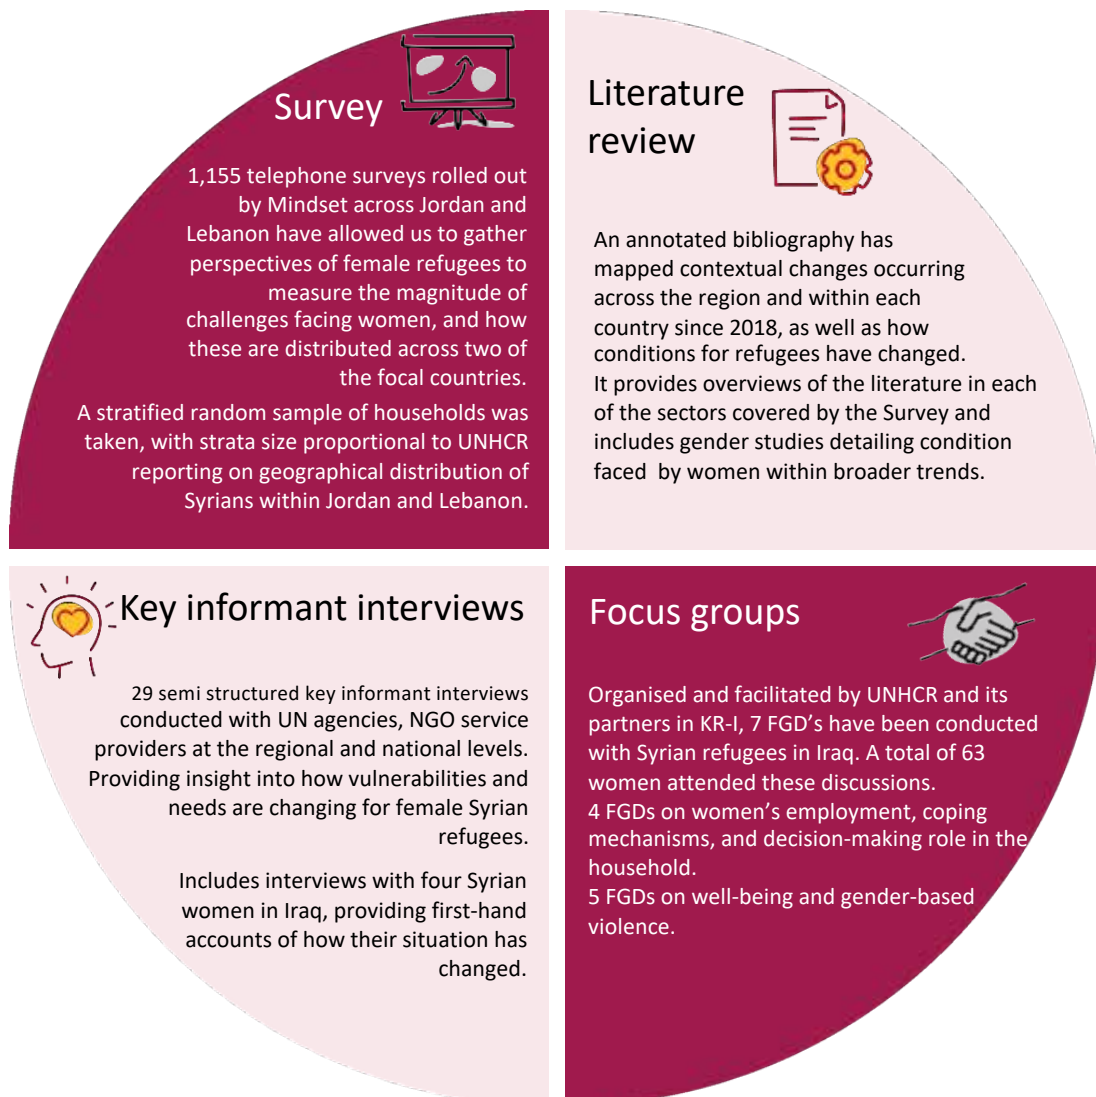 Survey
1,155 telephone surveys rolled out
by Mindset across Jordan and
Lebanon have allowed us to gather
perspectives of female refugees to
measure the magnitude of
challenges facing women, and how
these are distributed across two of
the focal countries.
A stratified random sample of households was
taken, with strata size proportional to UNHCR
reporting on geographical distribution of
Syrians within Jordan and Lebanon.
Literature
review
An annotated bibliography has
mapped contextual changes occurring
across the region and within each
country since 2018, as well as how
conditions for refugees have changed.
It provides overviews of the literature in each
of the sectors covered by the Survey and
includes gender studies detailing condition
faced by women within broader trends.
Key informant interviews
29 semi structured key informant interviews
conducted with UN agencies, NGO service
providers at the regional and national levels.
Providing insight into how vulnerabilities and
needs are changing for female Syrian
refugees.
Includes interviews with four Syrian
women in Iraq, providing first-hand
accounts of how their situation has
changed.
Focus groups
Organised and facilitated by UNHCR and its
partners in KR-I, 7 FGD's have been conducted
with Syrian refugees in Iraq. A total of 63
women attended these discussions.
4 FGDs on women's employment, coping
mechanisms, and decision-making role in the
household.
5 FGDs on well-being and gender-based
violence.